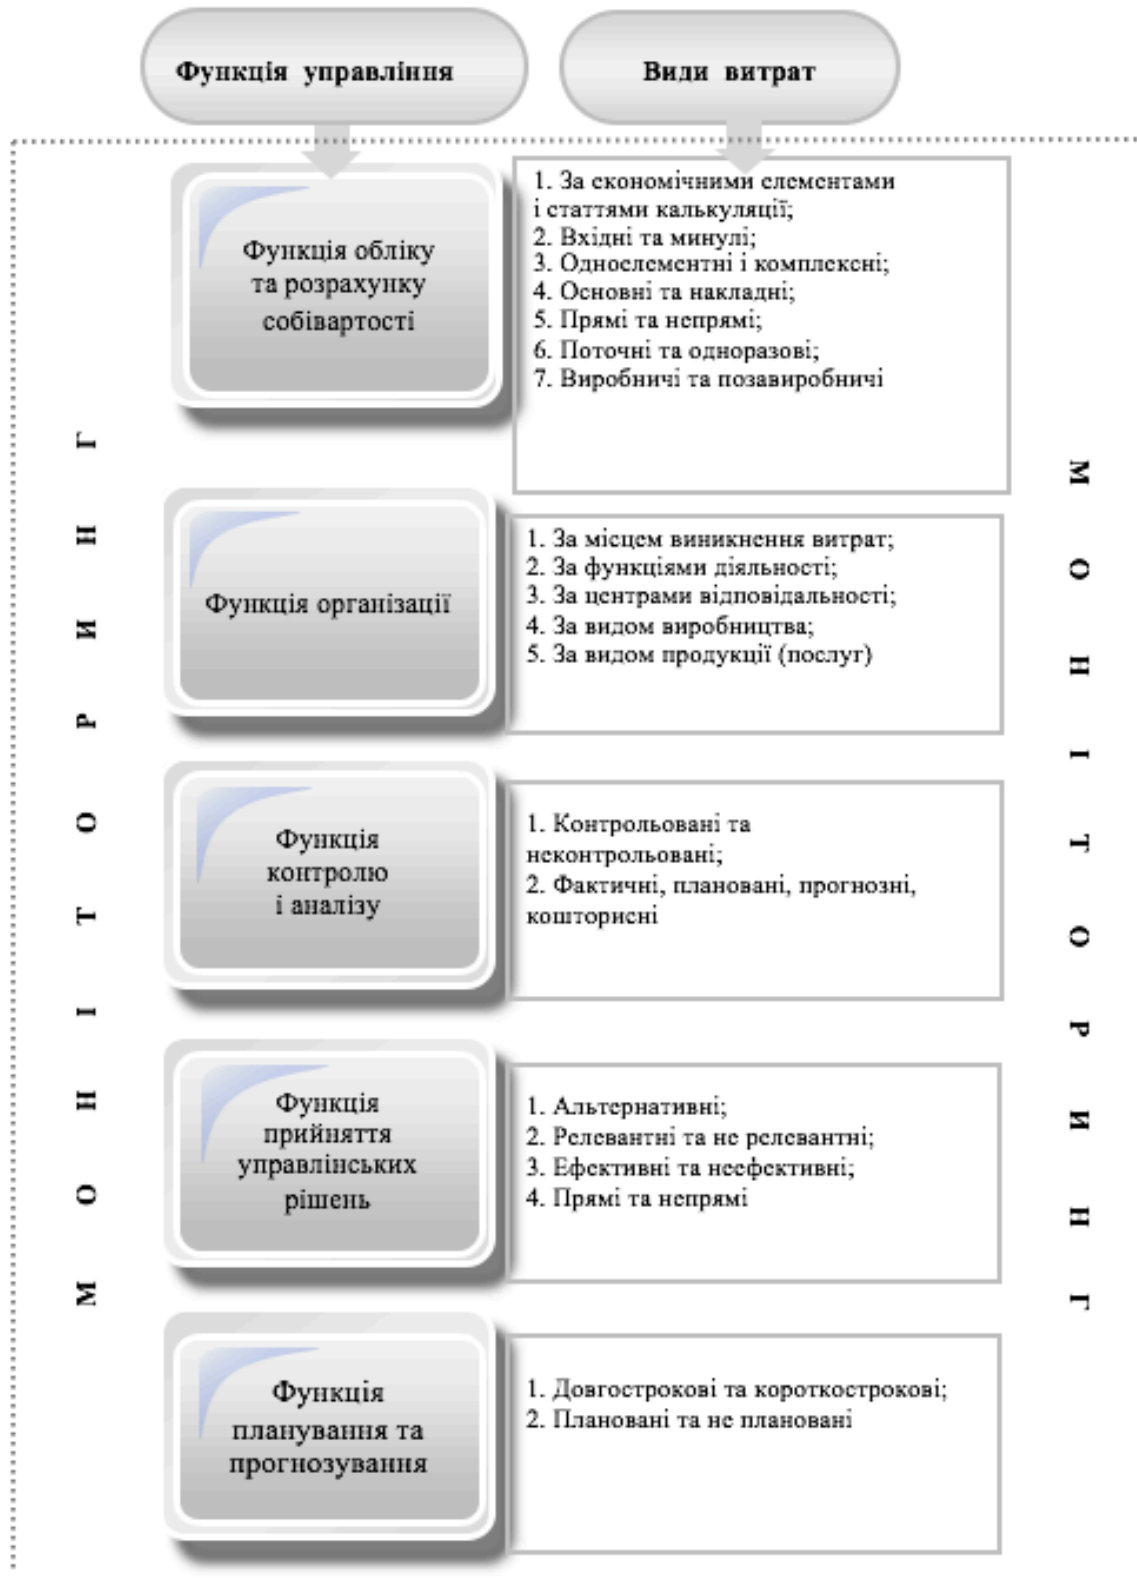 Функція управління
Види витрат
Функція обліку
та розрахунку
собівартості
1. За економічними елементами
і статтями калькуляції;
2. Вхідні та минулі;
3. Одноелементні і комплексні;
4. Основні та накладні;
5. Прямі та непрямі;
6. Поточні та одноразові;
7. Виробничі та позавиробничі
Функція організації
1. За місцем виникнення витрат;
2. За функціями діяльності;
3. За центрами відповідальності;
4. За видом виробництва;
5. За видом продукції (послуг)
Функція
контролю
і аналізу
1. Контрольовані та
неконтрольовані;
2. Фактичні, плановані, прогнозні,
кошторисні
Функція
прийняття
управлінських
рішень
1. Альтернативні;
2. Релевантні та не релевантні;
3. Ефективні та неефективні;
4. Прямі та непрямі
Функція
планування та
прогнозування
1. Довгострокові та короткострокові;
2. Плановані та не плановані
М О Н І Т О Р И Н Г
М О Н І Т О Р И Н Г